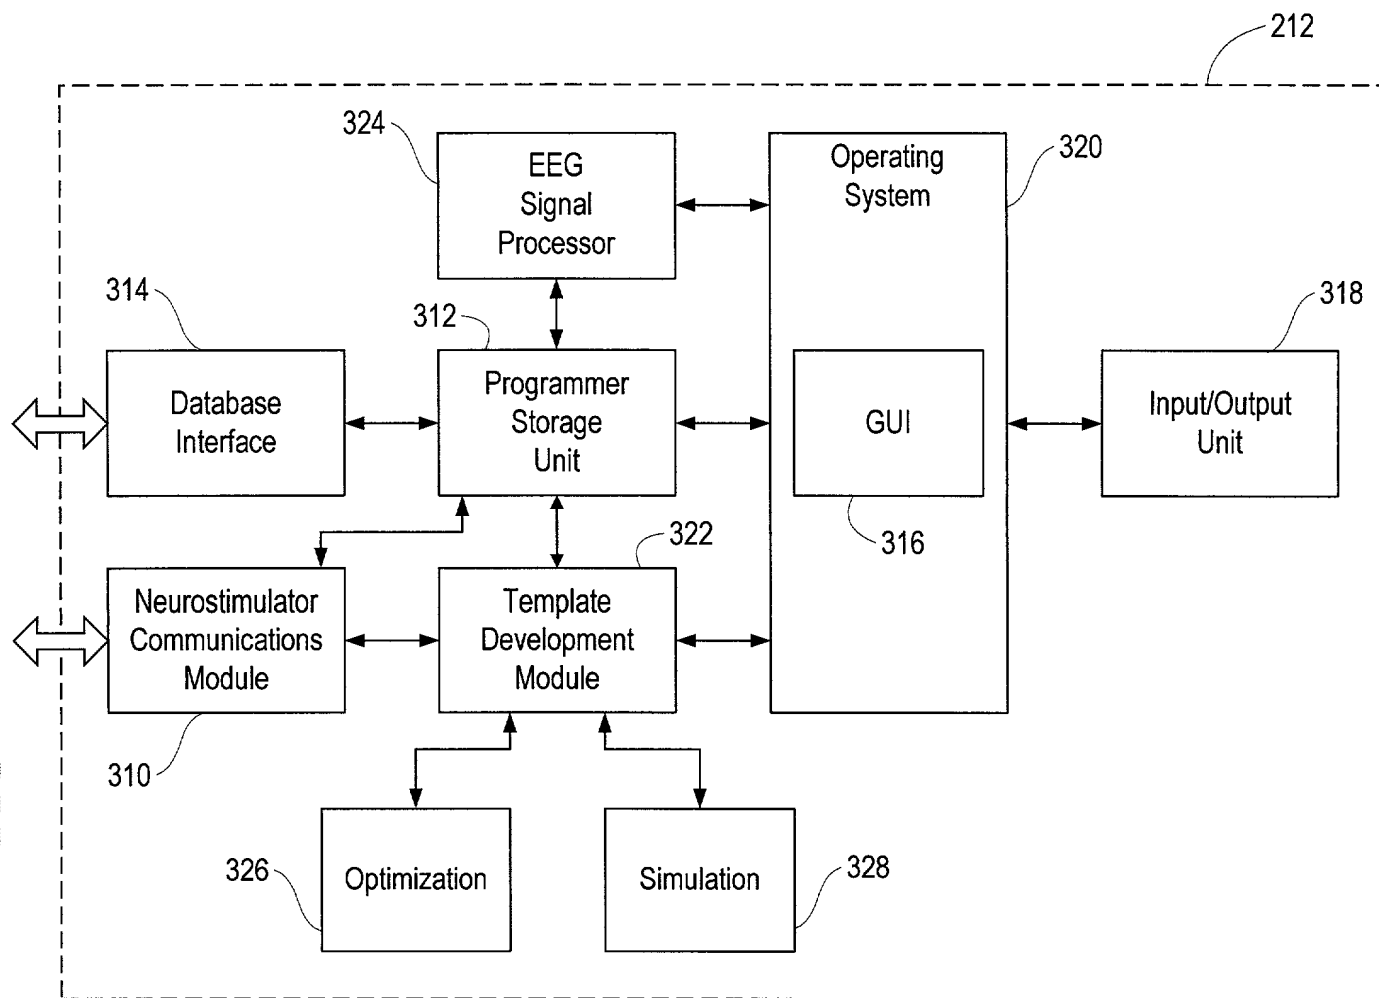 212
324
EEG
Signal
Processor
Operating
System
320
314
Database
Interface
312
Programmer
Storage
Unit
GUI
316
318
Input/Output
Unit
Neurostimulator
Communications
Module
310
322
Template
Development
Module
326
Optimization
Simulation
328